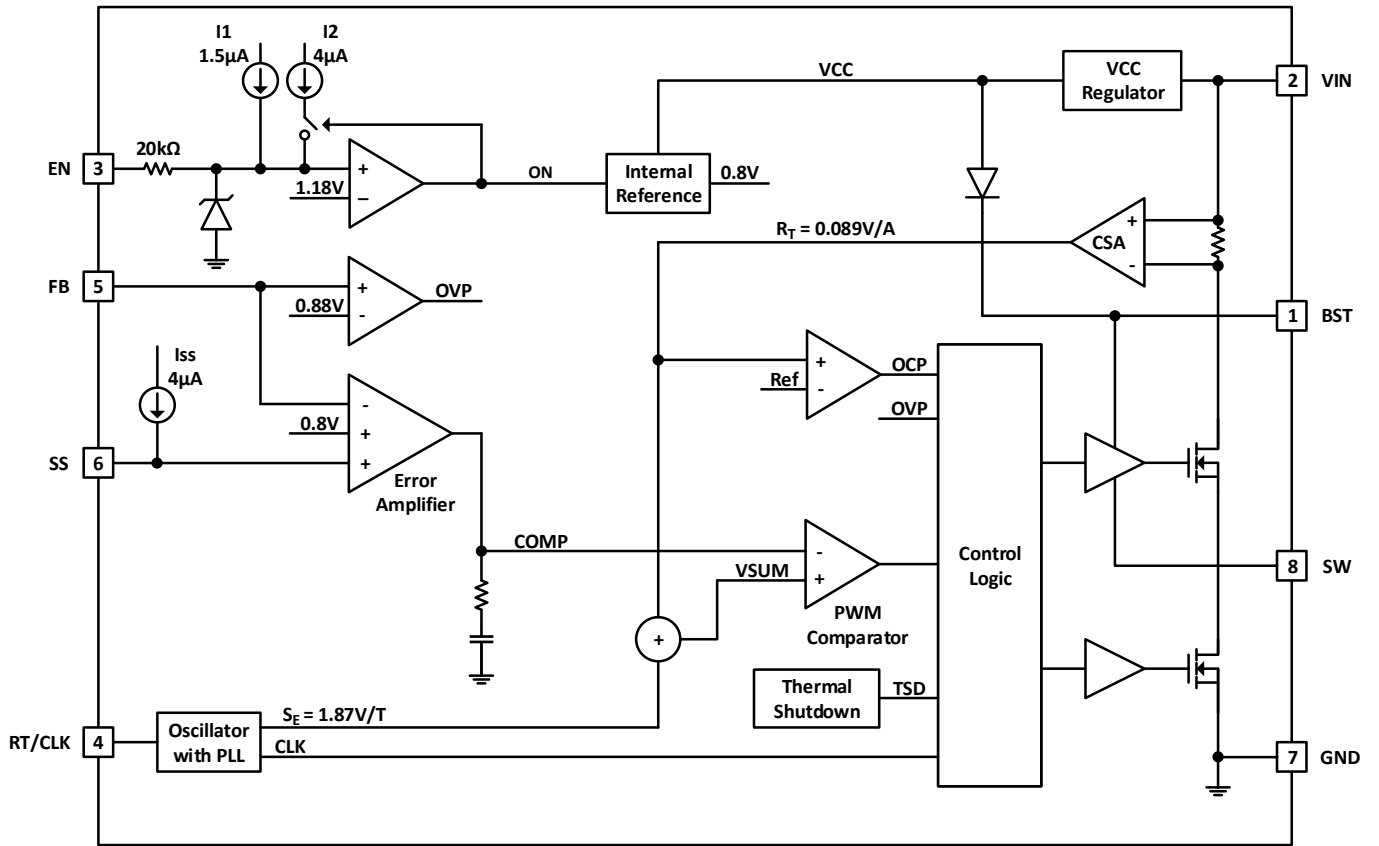 I1
1.5µA
I2
4µA
VCC
VCC
Regulator
2 VIN
EN 3
20kΩ
+
1.18V
−
ON
Internal
Reference
0.8V
RT = 0.089V/A
CSA
+
-
FB 5
+
0.88V
-
OVP
1 BST
Iss
4µA
-
0.8V
+
SS 6
+
Error
Amplifier
+
Ref
-
OCP
OVP
COMP
-
VSUM
+
PWM
Comparator
Control
Logic
8 SW
+
Thermal
Shutdown
TSD
SE = 1.87V/T
RT/CLK 4
Oscillator
with PLL
CLK
7 GND